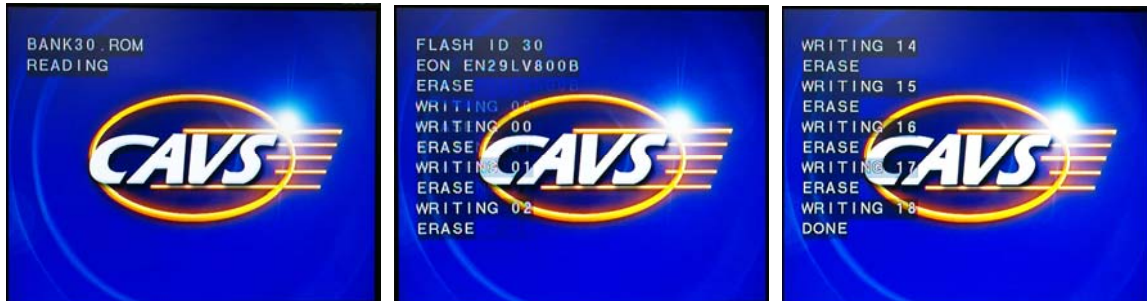 BANK30.ROM
READING
CAVS
FLASH ID 30
EON EN29LV800B
ERASE
WRITING 00
WRITING 00
ERASE
WRITING 01
ERASE
WRITING 02
ERASE
CAVS
WRITING 14
ERASE
WRITING 15
ERASE
WRITING 16
ERASE
WRITING 17
ERASE
WRITING 18
DONE
CAVS